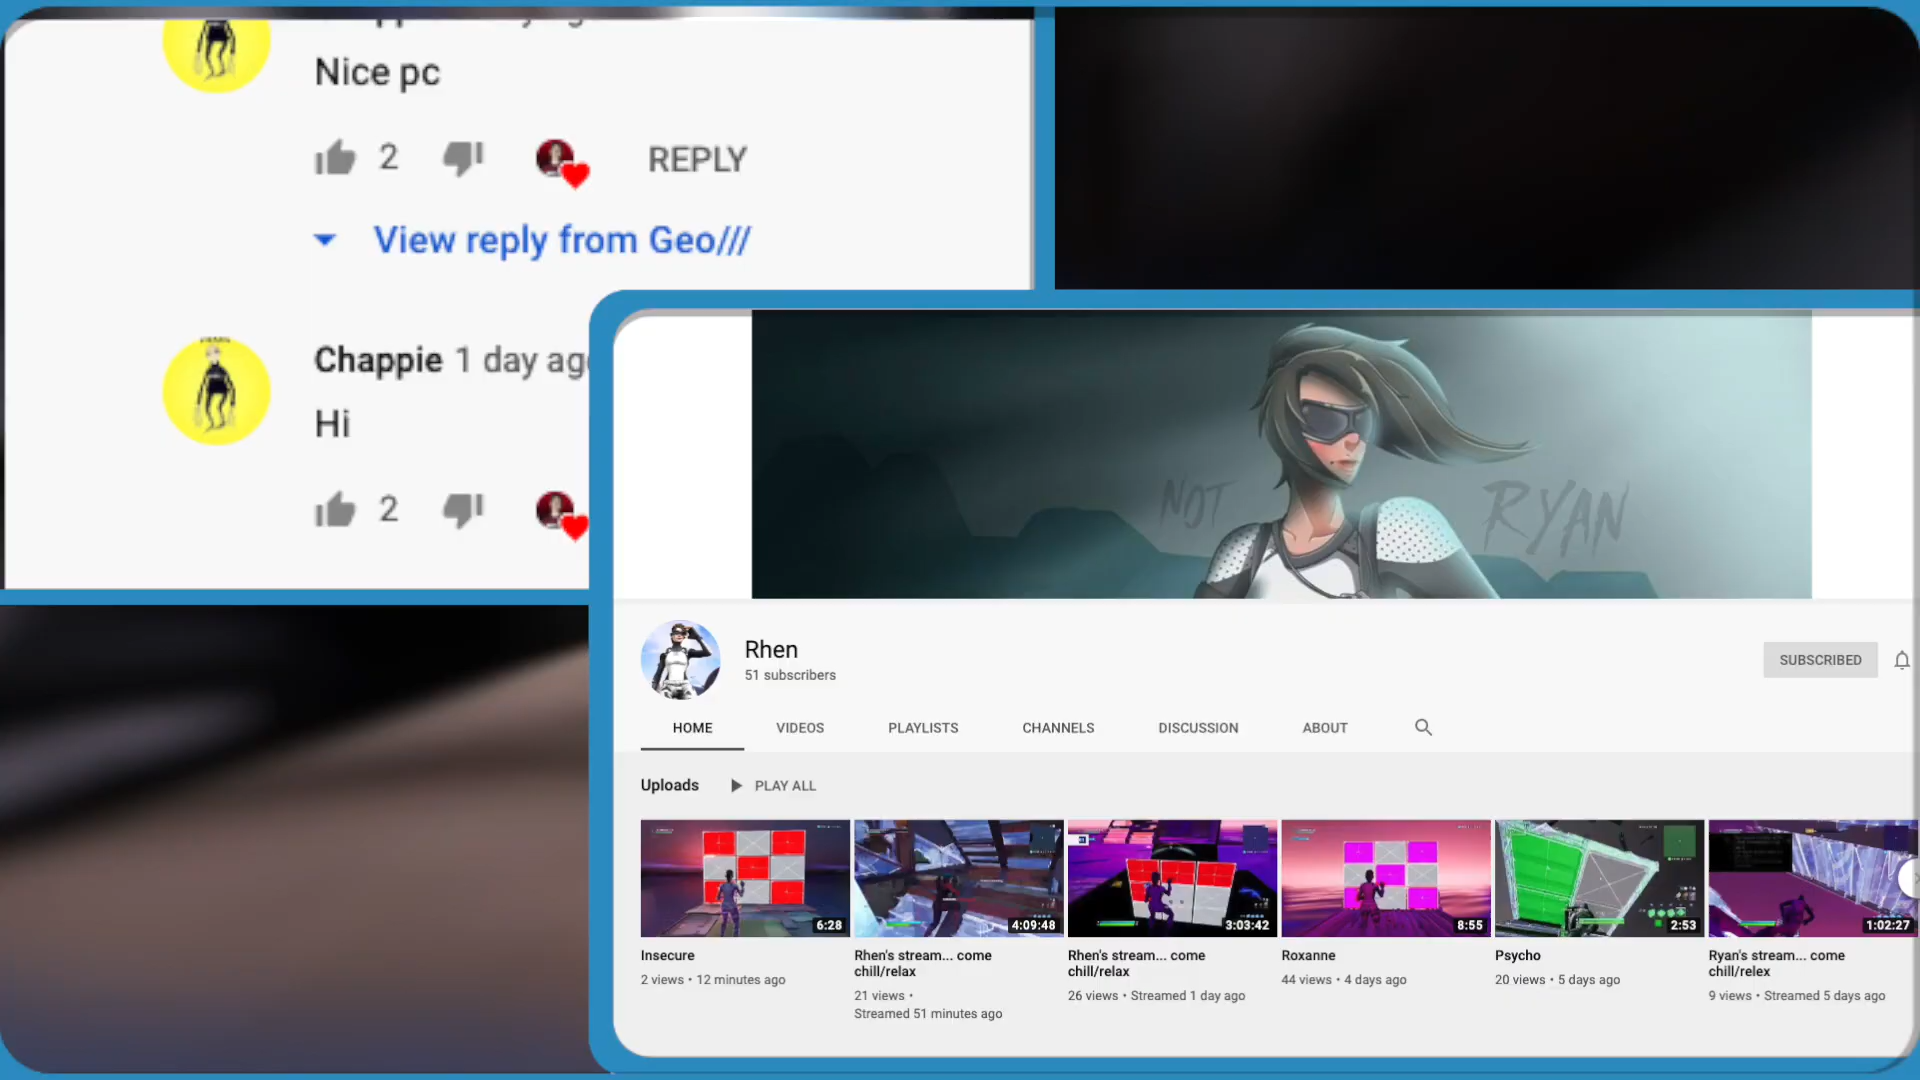 Nice pc
2
REPLY
View reply from Geo///
Chappie 1 day ago
Hi
2
NOT RYAN
Rhen
51 subscribers
SUBSCRIBED
HOME VIDEOS PLAYLISTS CHANNELS DISCUSSION ABOUT
Uploads PLAY ALL
6:28 4:09:48 3:03:42 8:55 2:53 1:02:27
Insecure
2 views • 12 minutes ago
Rhen's stream... come
chill/relax
21 views •
Streamed 51 minutes ago
Rhen's stream... come
chill/relax
26 views • Streamed 1 day ago
Roxanne
44 views • 4 days ago
Psycho
20 views • 5 days ago
Ryan's stream... come
chill/relex
9 views • Streamed 5 days ago